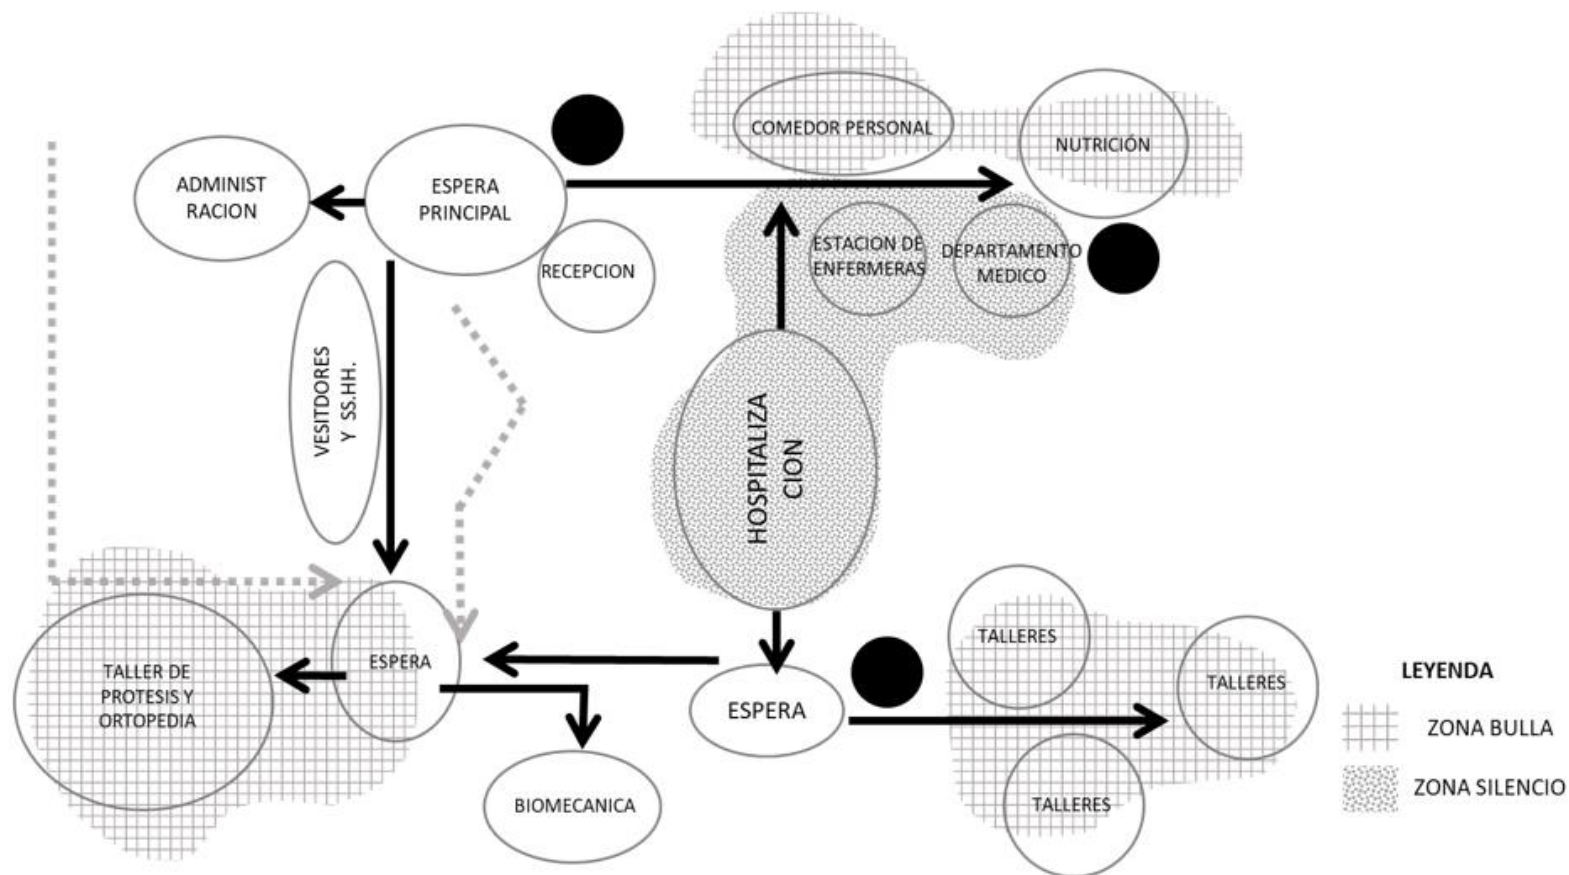 COMEDOR PERSONAL
NUTRICIÓN
ADMINIST
RACION
ESPERA
PRINCIPAL
RECEPCION
ESTACION DE
ENFERMERAS
DEPARTAMENTO
MEDICO
VESITDORES
Y SS.HH.
HOSPITALIZA
CION
TALLER DE
PROTESIS Y
ORTOPEDIA
ESPERA
BIOMECANICA
ESPERA
TALLERES
TALLERES
TALLERES
LEYENDA
ZONA BULLA
ZONA SILENCIO